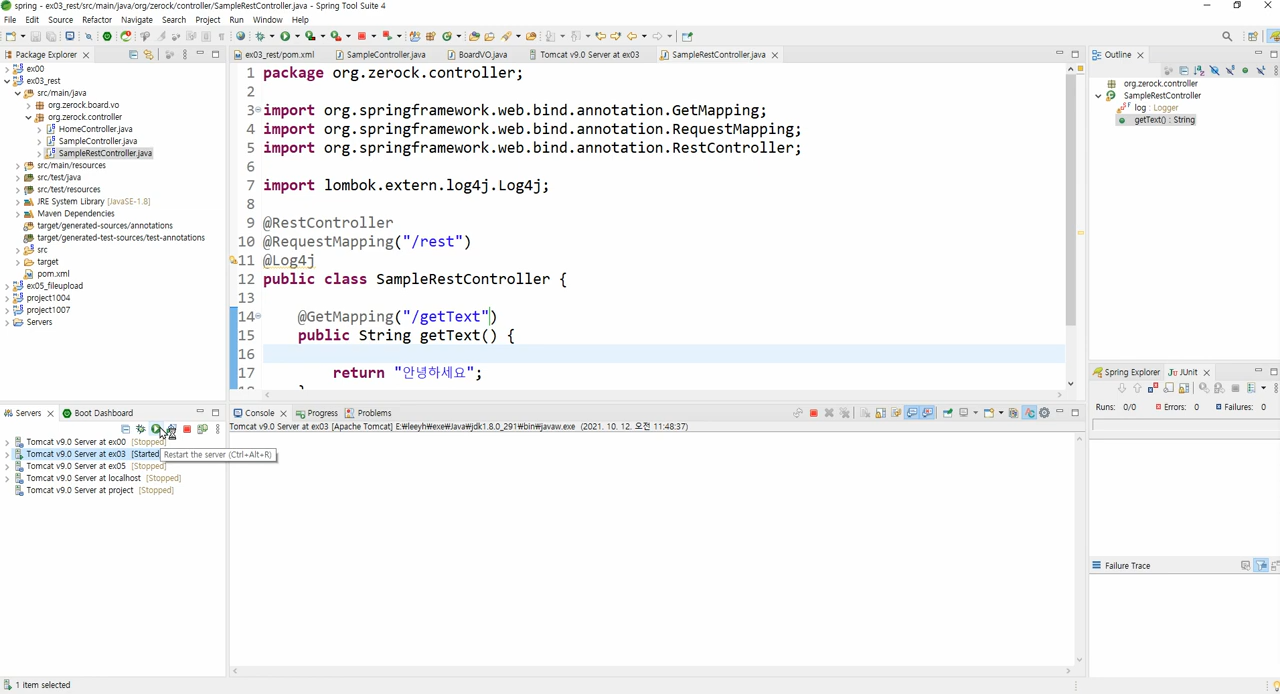 spring - ex03_rest/src/main/java/org/zerock/controller/SampleRestController.java - Spring Tool Suite 4
File Edit Source Refactor Navigate Search Project Run Window Help
Package Explorer
ex00
ex03_rest
src/main/java
org.zerock.board.vo
org.zerock.controller
HomeController.java
SampleController.java
SampleRestController.java
src/main/resources
src/test/java
src/test/resources
JRE System Library [JavaSE-1.8]
Maven Dependencies
target/generated-sources/annotations
target/generated-test-sources/test-annotations
src
target
pom.xml
ex05_fileupload
project1004
project1007
Servers
ex03_rest/pom.xml SampleController.java BoardVO.java Tomcat v9.0 Server at ex03 SampleRestController.java
1 package org.zerock.controller;
2
3 import org.springframework.web.bind.annotation.GetMapping;
4 import org.springframework.web.bind.annotation.RequestMapping;
5 import org.springframework.web.bind.annotation.RestController;
6
7 import lombok.extern.log4j.Log4j;
8
9 @RestController
10 @RequestMapping("/rest")
11 @Log4j
12 public class SampleRestController {
13
14 @GetMapping("/getText")
15 public String getText() {
16
17 return "안녕하세요";
Outline
org.zerock.controller
SampleRestController
log : Logger
getText() : String
Spring Explorer JUnit
Runs: 0/0 Errors: 0 Failures: 0
Failure Trace
Servers Boot Dashboard
Tomcat v9.0 Server at ex00 [Stopped]
Tomcat v9.0 Server at ex03 [Started
Restart the server (Ctrl+Alt+R)
Tomcat v9.0 Server at ex05 [Stopped]
Tomcat v9.0 Server at localhost [Stopped]
Tomcat v9.0 Server at project [Stopped]
Console Progress Problems
Tomcat v9.0 Server at ex03 [Apache Tomcat] E:₩leeyh₩exe₩Java₩jdk1.8.0_291₩bin₩javaw.exe (2021. 10. 12. 오전 11:48:37)
1 item selected